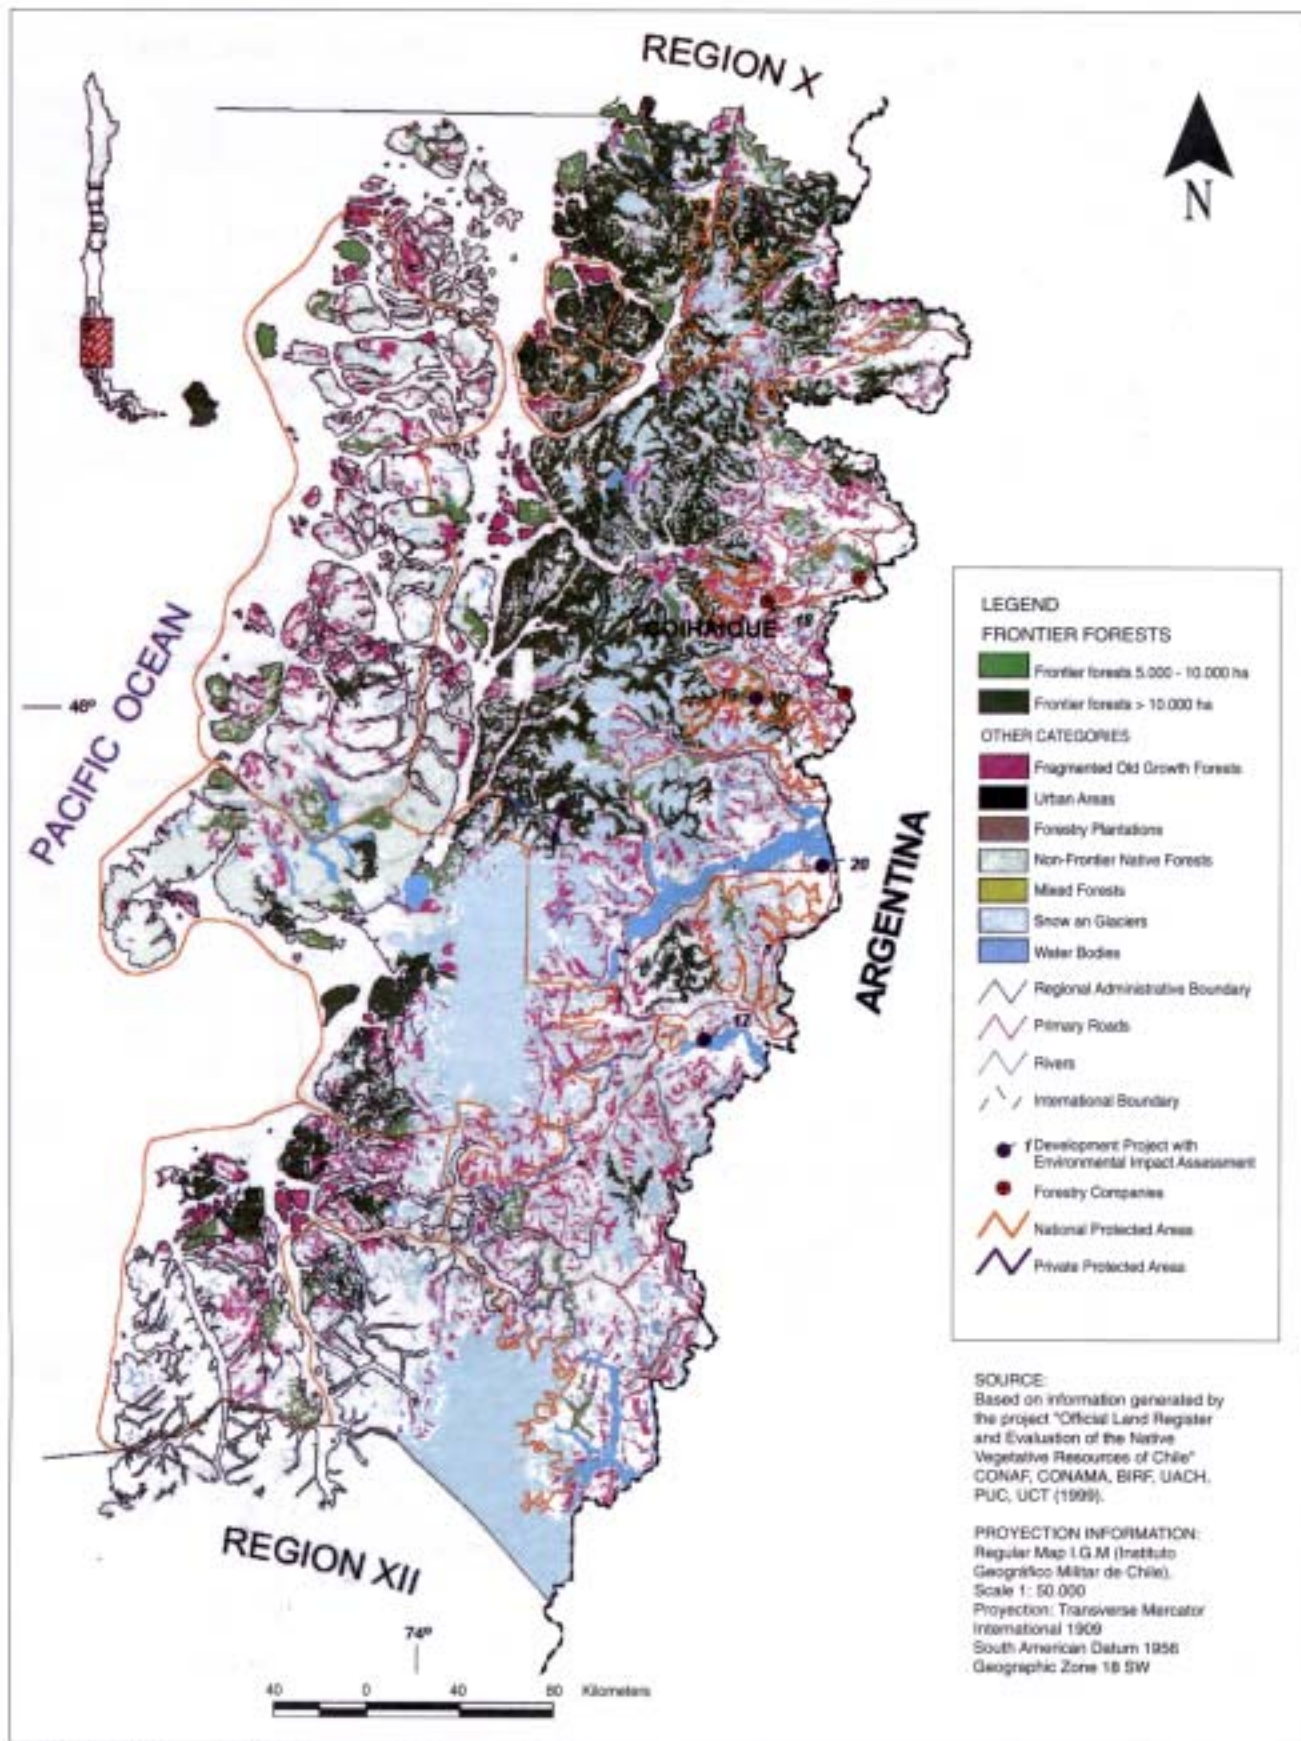 REGION X
N
PACIFIC OCEAN
46º
COIHAIQUE
18
19
ARGENTINA
20
17
REGION XII
74º
40 0 40 80 Kilometers
LEGEND
FRONTIER FORESTS
Frontier forests 5.000 - 10.000 ha
Frontier forests > 10.000 ha
OTHER CATEGORIES
Fragmented Old Growth Forests
Urban Areas
Forestry Plantations
Non-Frontier Native Forests
Mixed Forests
Snow an Glaciers
Water Bodies
Regional Administrative Boundary
Primary Roads
Rivers
International Boundary
1 Development Project with
Environmental Impact Assessment
Forestry Companies
National Protected Areas
Private Protected Areas
SOURCE:
Based on information generated by
the project "Official Land Register
and Evaluation of the Native
Vegetative Resources of Chile"
CONAF, CONAMA, BIRF, UACH,
PUC, UCT (1999).
PROYECTION INFORMATION:
Regular Map I.G.M (Instituto
Geográfico Militar de Chile).
Scale 1: 50.000
Proyection: Transverse Mercator
International 1909
South American Datum 1956
Geographic Zone 18 SW